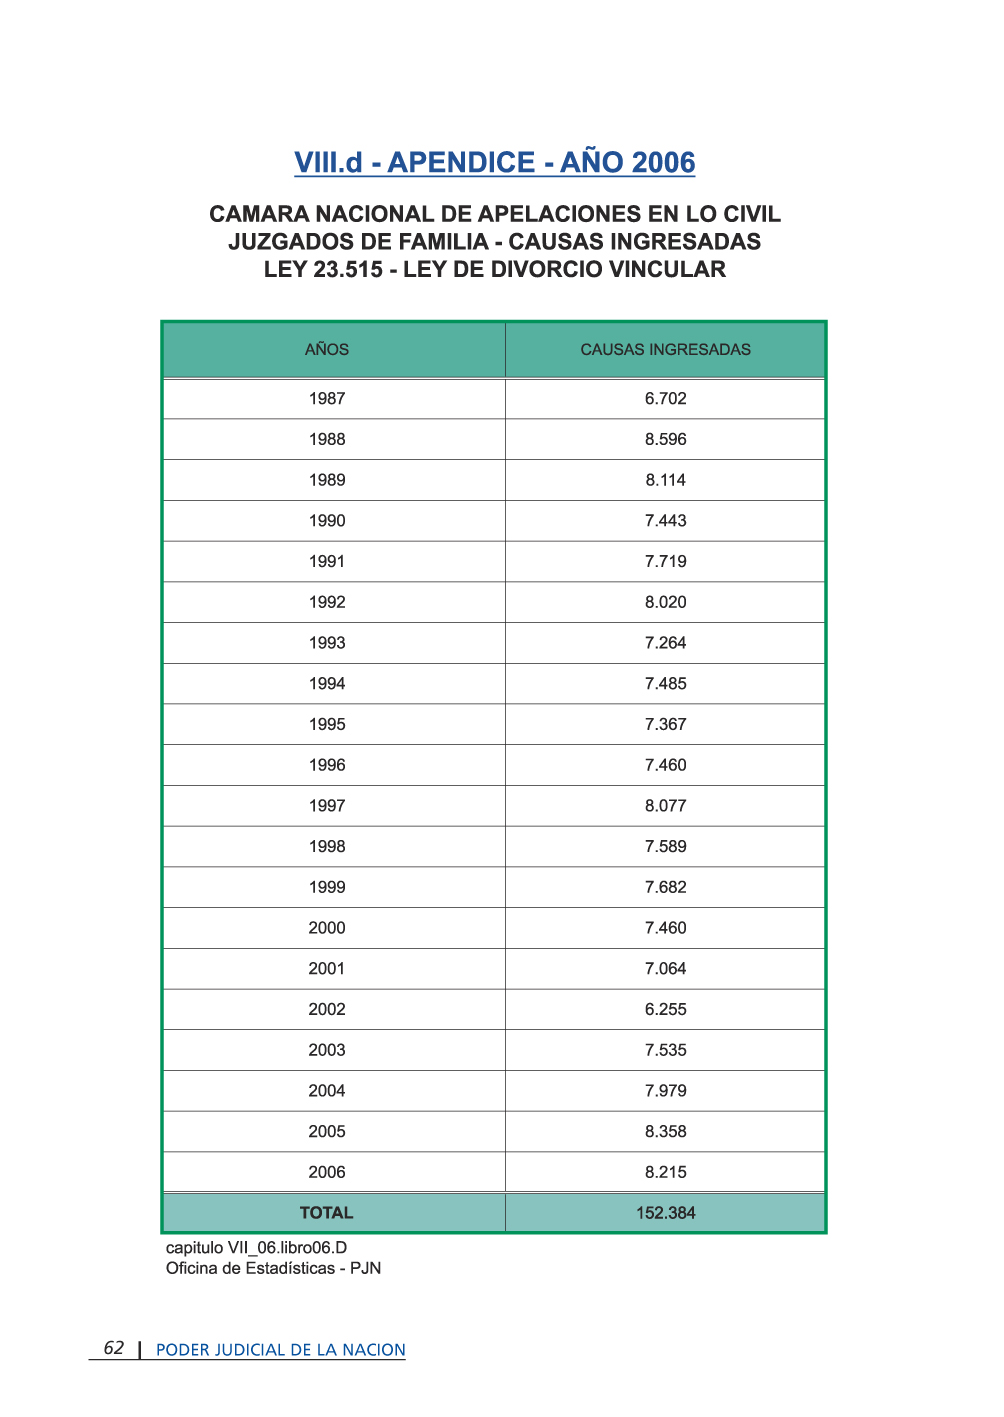 VIII.d - APENDICE - AÑO 2006
CAMARA NACIONAL DE APELACIONES EN LO CIVIL
JUZGADOS DE FAMILIA - CAUSAS INGRESADAS
LEY 23.515 - LEY DE DIVORCIO VINCULAR
AÑOS CAUSAS INGRESADAS
1987 6.702
1988 8.596
1989 8.114
1990 7.443
1991 7.719
1992 8.020
1993 7.264
1994 7.485
1995 7.367
1996 7.460
1997 8.077
1998 7.589
1999 7.682
2000 7.460
2001 7.064
2002 6.255
2003 7.535
2004 7.979
2005 8.358
2006 8.215
TOTAL 152.384
capitulo VII_06.libro06.D
Oficina de Estadísticas - PJN
62 | PODER JUDICIAL DE LA NACION